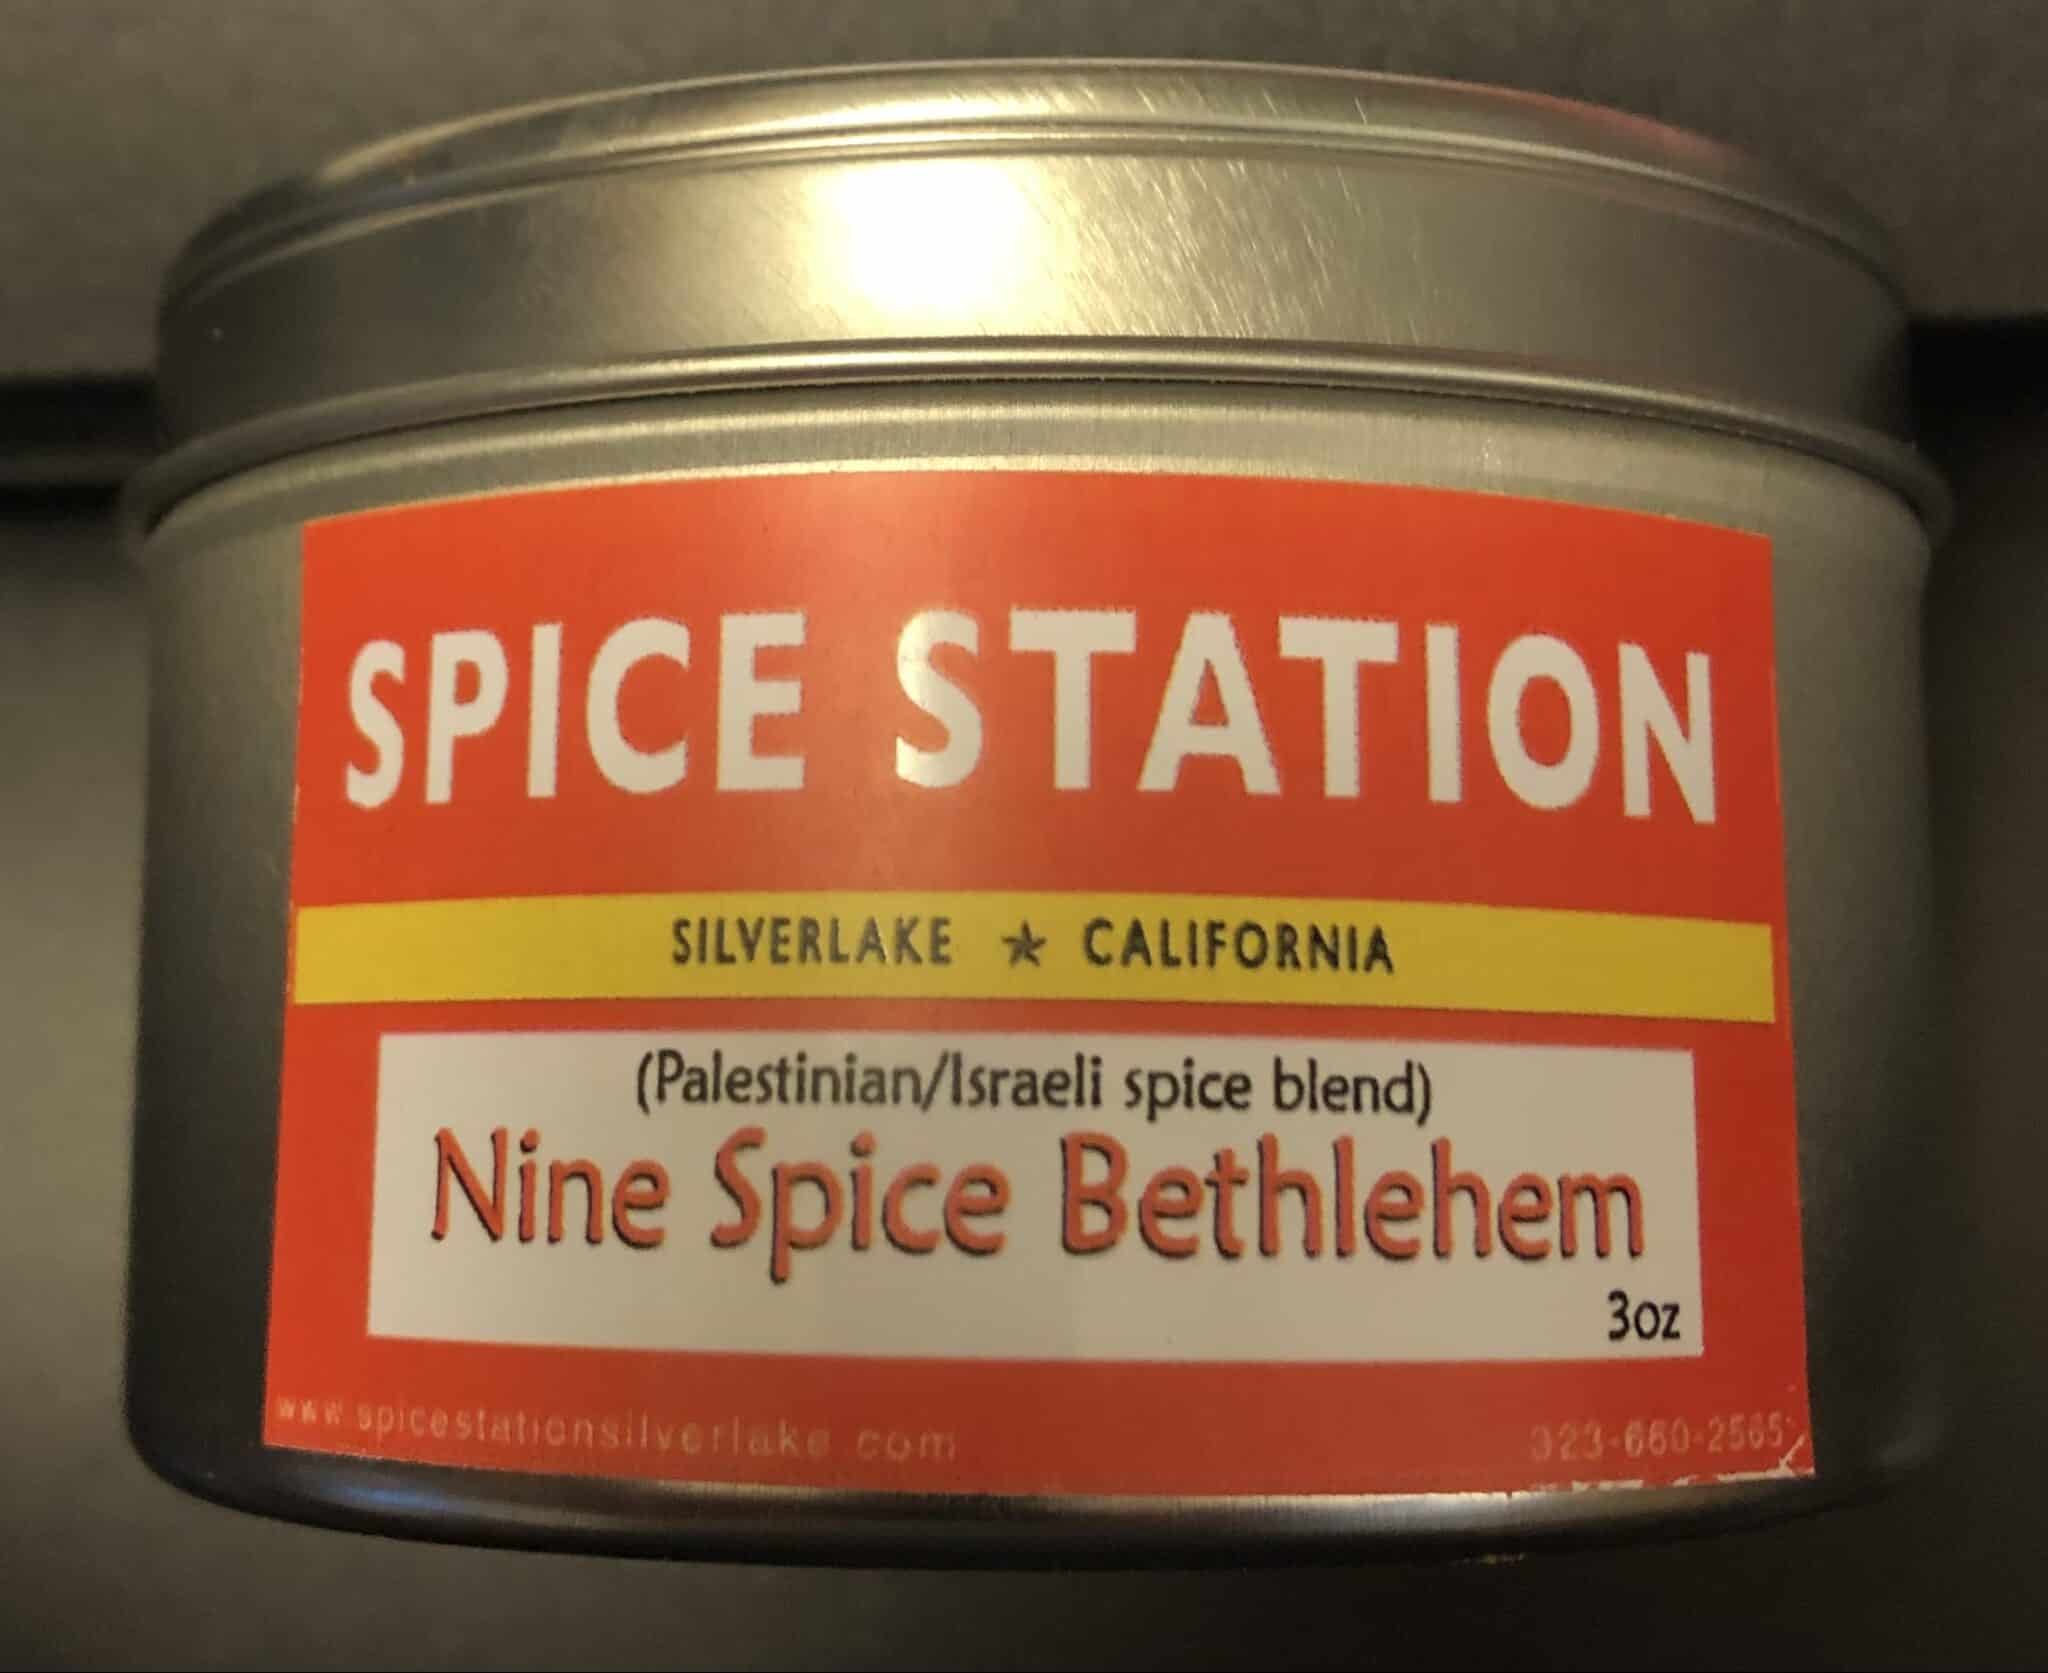 SPICE STATION
SILVERLAKE ★ CALIFORNIA
(Palestinian/Israeli spice blend)
Nine Spice Bethlehem
3oz
www.spicestationsilverlake.com
323-660-2565